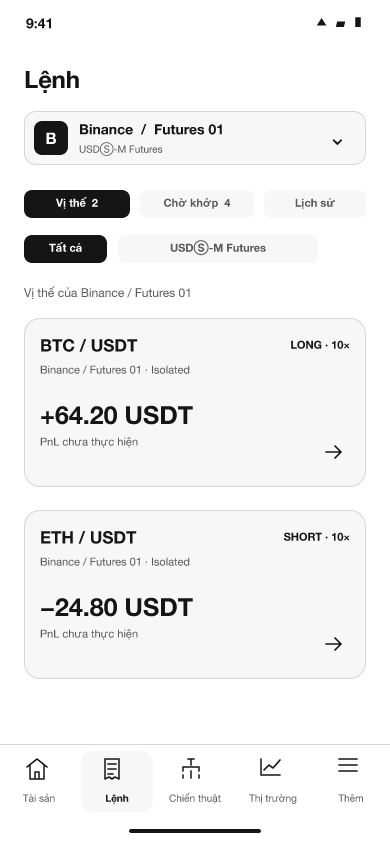 9:41
Lệnh
B
Binance / Futures 01
USDⓈ-M Futures
Vị thế 2
Chờ khớp 4
Lịch sử
Tất cả
USDⓈ-M Futures
Vị thế của Binance / Futures 01
BTC / USDT
LONG · 10×
Binance / Futures 01 · Isolated
+64.20 USDT
PnL chưa thực hiện
ETH / USDT
SHORT · 10×
Binance / Futures 01 · Isolated
−24.80 USDT
PnL chưa thực hiện
Tài sản
Lệnh
Chiến thuật
Thị trường
Thêm